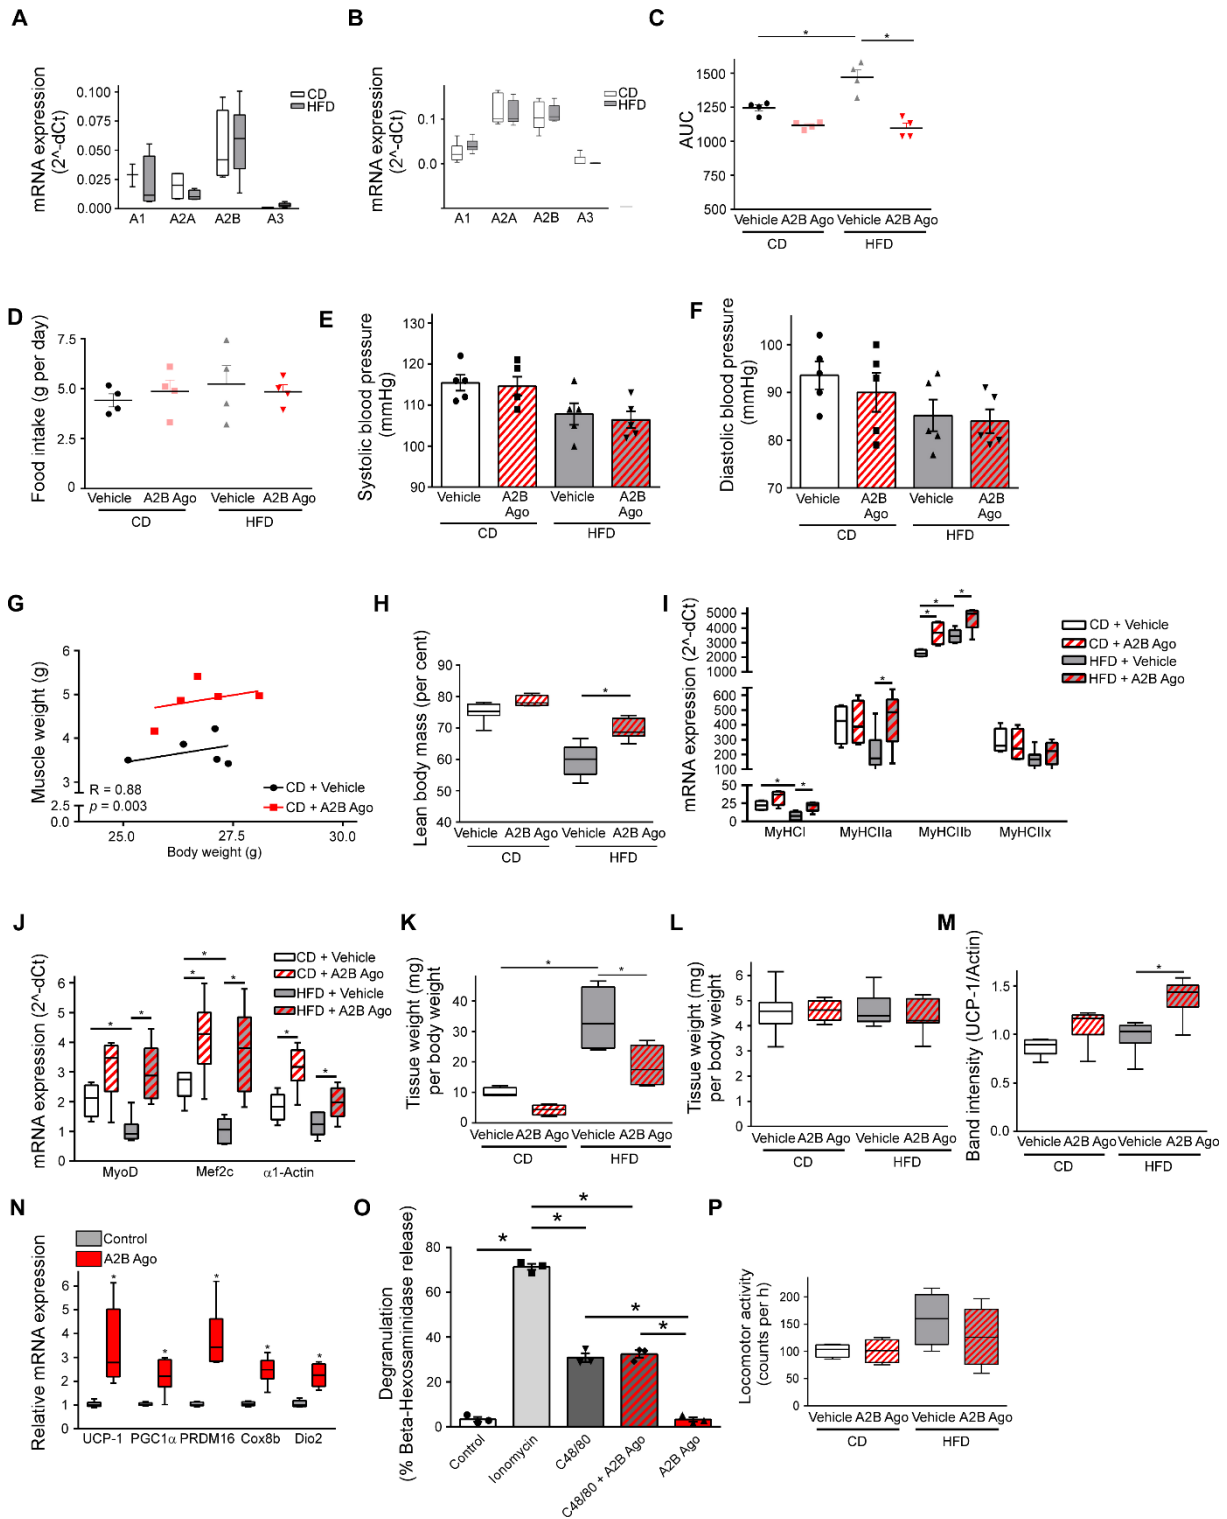 A
mRNA expression
(2^-dCt)
0.100
0.075
0.050
0.025
0.000
CD
HFD
A1 A2A A2B A3
B
mRNA expression
(2^-dCt)
0.1
0.0
CD
HFD
A1 A2A A2B A3
C
* *
AUC
1500
1250
1000
750
500
Vehicle A2B Ago Vehicle A2B Ago
CD HFD
D
Food intake (g per day)
7.5
5.0
2.5
0
Vehicle A2B Ago Vehicle A2B Ago
CD HFD
E
Systolic blood pressure
(mmHg)
130
120
110
100
90
Vehicle A2B Vehicle A2B
Ago Ago
CD HFD
F
Diastolic blood pressure
(mmHg)
110
100
90
80
70
Vehicle A2B Vehicle A2B
Ago Ago
CD HFD
G
Muscle weight (g)
6
5
4
3
2.5
0.0
R = 0.88
p = 0.003
CD + Vehicle
CD + A2B Ago
25.0 27.5 30.0
Body weight (g)
H
Lean body mass (per cent)
90
80
70
60
50
40
*
Vehicle A2B Ago Vehicle A2B Ago
CD HFD
I
mRNA expression (2^-dCt)
5000
4000
3000
2000
600
500
400
300
200
100
50
25
0
* * * * * *
CD + Vehicle
CD + A2B Ago
HFD + Vehicle
HFD + A2B Ago
MyHCI MyHCIIa MyHCIIb MyHCIIx
J
mRNA expression (2^-dCt)
6
5
4
3
2
1
0
* * * * * * *
CD + Vehicle
CD + A2B Ago
HFD + Vehicle
HFD + A2B Ago
MyoD Mef2c α1-Actin
K
Tissue weight (mg)
per body weight
40
30
20
10
0
* *
Vehicle A2B Ago Vehicle A2B Ago
CD HFD
L
Tissue weight (mg)
per body weight
6
5
4
3
2
1
0
Vehicle A2B Ago Vehicle A2B Ago
CD HFD
M
Band intensity (UCP-1/Actin)
1.5
1.0
0.5
0
*
Vehicle A2B Ago Vehicle A2B Ago
CD HFD
N
Relative mRNA expression
Control
A2B Ago
6
5
4
3
2
1
0
* * * * *
UCP-1 PGC1α PRDM16 Cox8b Dio2
O
Degranulation
(% Beta-Hexosaminidase release)
80
60
40
20
0
* * * * *
Control
Ionomycin
C48/80
C48/80 + A2B Ago
A2B Ago
P
Locomotor activity
(counts per h)
200
150
100
50
0
Vehicle A2B Ago Vehicle A2B Ago
CD HFD